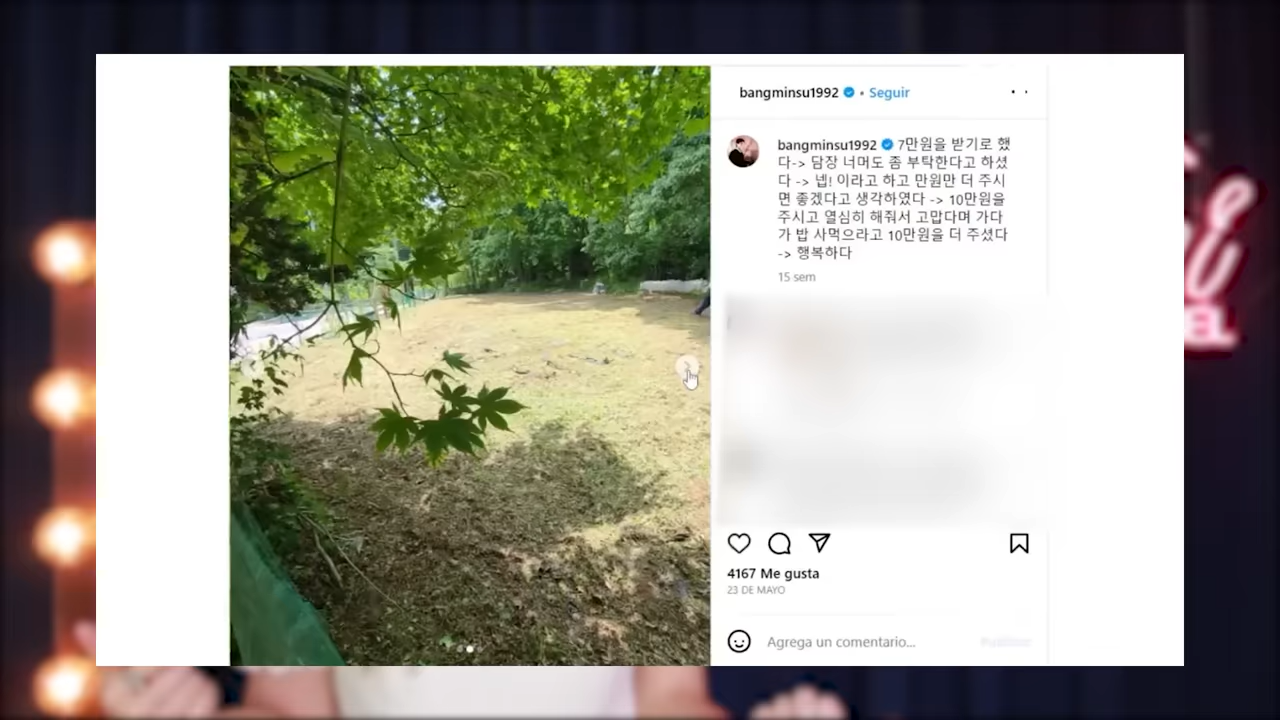 bangminsu1992 • Seguir
bangminsu1992 7만원을 받기로 했
다-> 담장 너머도 좀 부탁한다고 하셨
다 -> 넵! 이라고 하고 만원만 더 주시
면 좋겠다고 생각하였다 -> 10만원을
주시고 열심히 해줘서 고맙다며 가다
가 밥 사먹으라고 10만원을 더 주셨다
-> 행복하다
15 sem
4167 Me gusta
23 DE MAYO
Agrega un comentario...